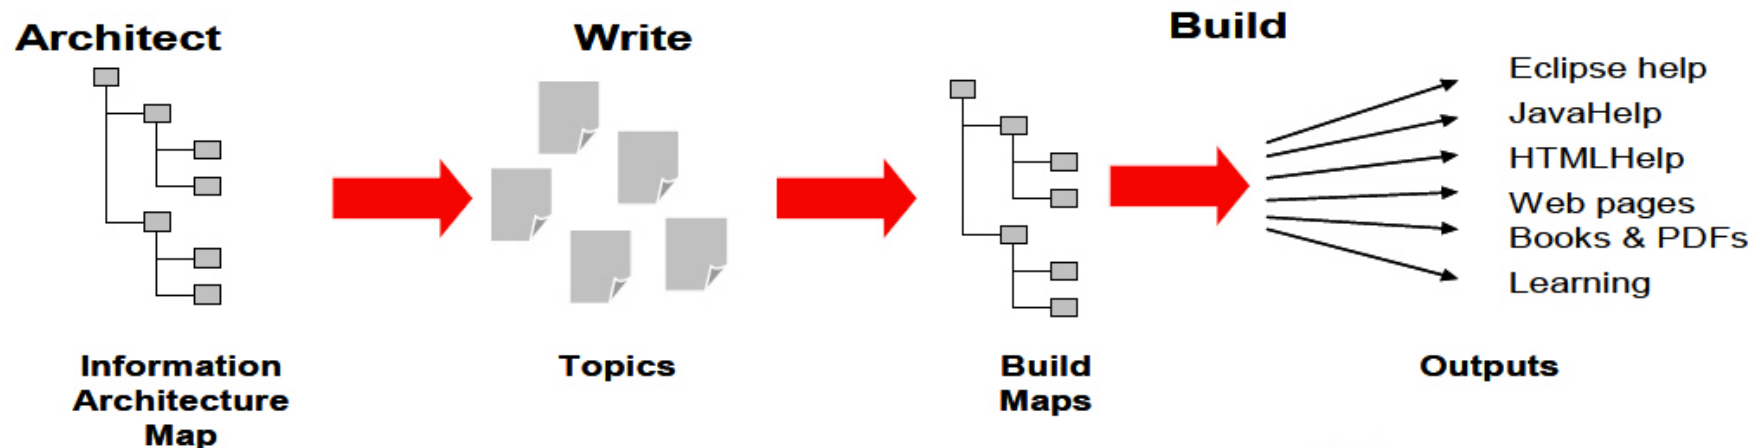 Architect
Write
Build
Eclipse help
JavaHelp
HTMLHelp
Web pages
Books & PDFs
Learning
Information
Architecture
Map
Topics
Build
Maps
Outputs